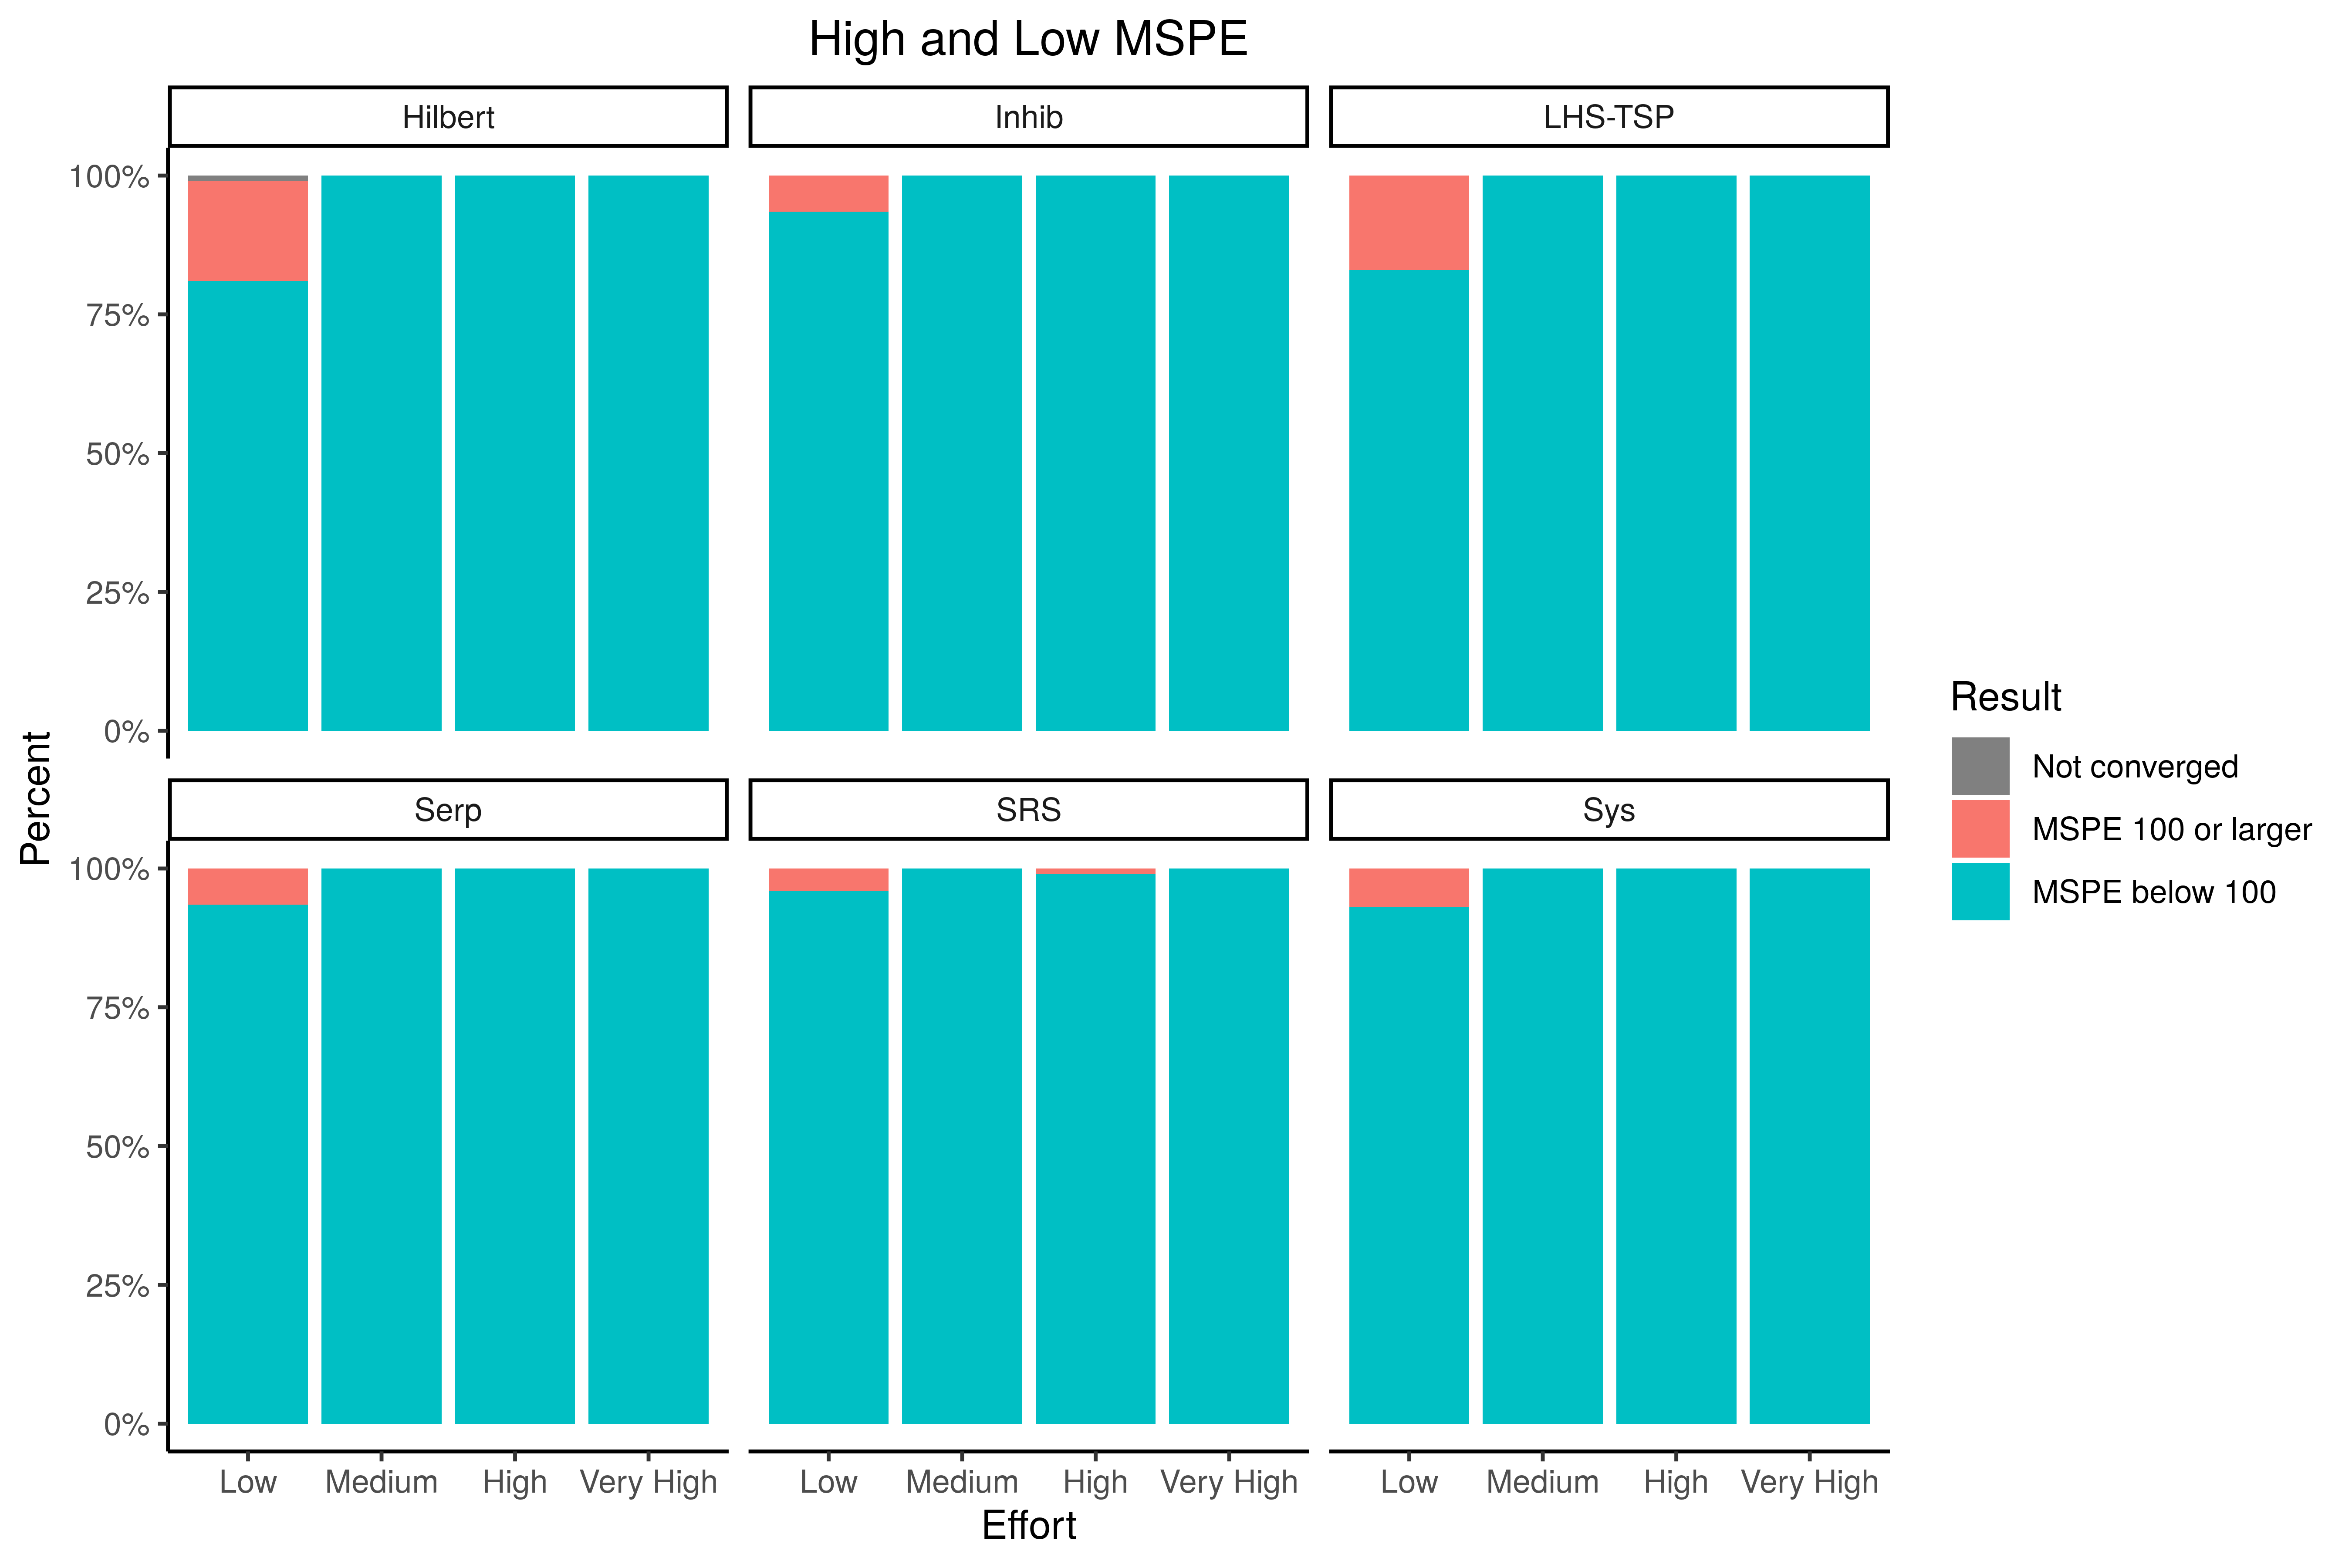 High and Low MSPE
Hilbert
Inhib
LHS-TSP
100%
75%
50%
25%
0%
Percent
Serp
SRS
Sys
100%
75%
50%
25%
0%
Low Medium High Very High
Low Medium High Very High
Low Medium High Very High
Effort
Result
Not converged
MSPE 100 or larger
MSPE below 100